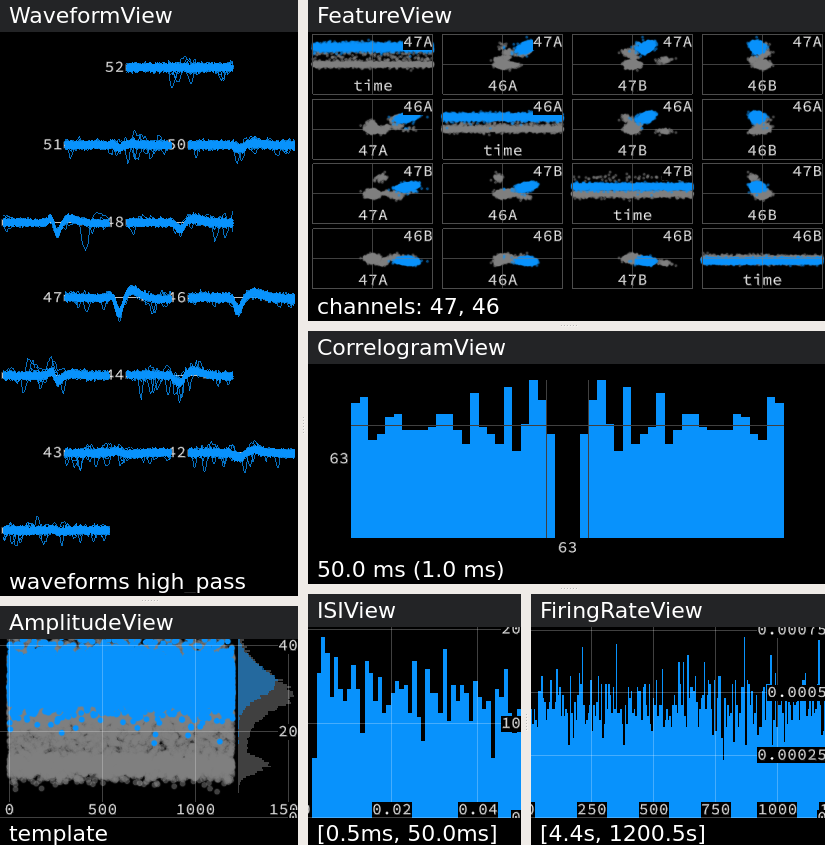 WaveformView
52
51 50
48
47 46
44
43 42
waveforms high_pass
AmplitudeView
40
20
0 500 1000 150
template
FeatureView
47A 47A 47A 47A
time 46A 47B 46B
46A 46A 46A 46A
47A time 47B 46B
47B 47B 47B 47B
47A 46A time 46B
46B 46B 46B 46B
47A 46A 47B time
channels: 47, 46
CorrelogramView
63
63
50.0 ms (1.0 ms)
ISIView
20
10
0.02 0.04
[0.5ms, 50.0ms]
FiringRateView
0.00075
0.0005
0.00025
250 500 750 1000
[4.4s, 1200.5s]